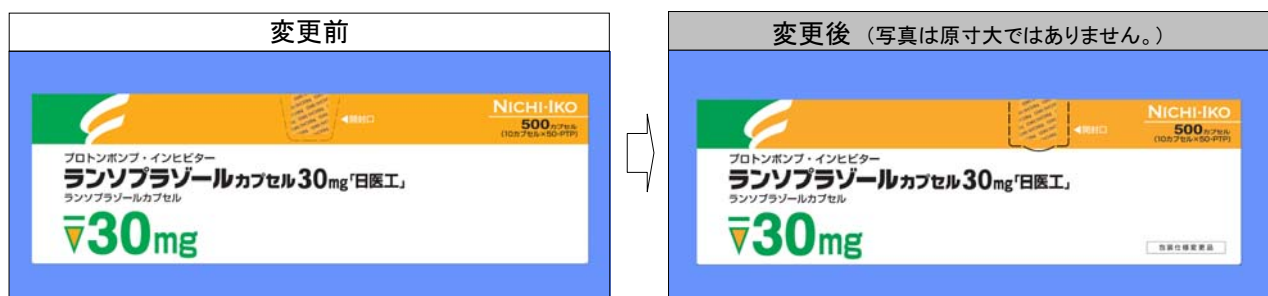 変更前
NICHI-IKO
◀開封口
500カプセル
(10カプセル×50・PTP)
プロトンポンプ・インヒビター
ランソプラゾールカプセル30mg「日医工」
ランソプラゾールカプセル
30mg
変更後 (写真は原寸大ではありません。)
NICHI-IKO
◀開封口
500カプセル
(10カプセル×50・PTP)
プロトンポンプ・インヒビター
ランソプラゾールカプセル30mg「日医工」
ランソプラゾールカプセル
30mg
包装仕様変更品